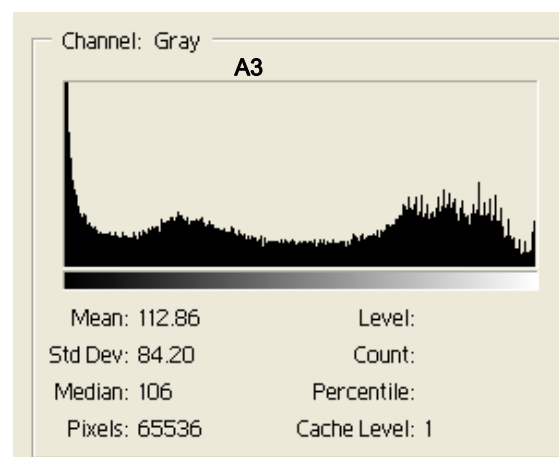 Channel: Gray
A3
Mean: 112.86 Level:
Std Dev: 84.20 Count:
Median: 106 Percentile:
Pixels: 65536 Cache Level: 1